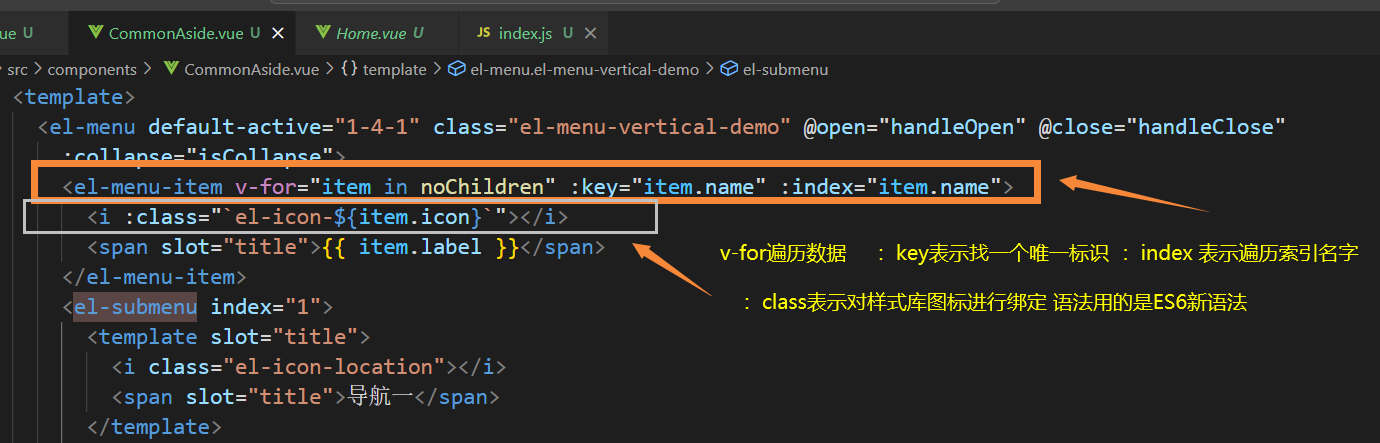 ue U CommonAside.vue U × Home.vue U JS index.js U ×
src > components > CommonAside.vue > {} template > el-menu.el-menu-vertical-demo > el-submenu
<template>
<el-menu default-active="1-4-1" class="el-menu-vertical-demo" @open="handleOpen" @close="handleClose"
:collapse="isCollapse">
<el-menu-item v-for="item in noChildren" :key="item.name" :index="item.name">
<i :class="`el-icon-${item.icon}`"></i>
<span slot="title">{{ item.label }}</span>
v-for遍历数据 ：key表示找一个唯一标识 ：index 表示遍历索引名字
</el-menu-item>
：class表示对样式库图标进行绑定 语法用的是ES6新语法
<el-submenu index="1">
<template slot="title">
<i class="el-icon-location"></i>
<span slot="title">导航一</span>
</template>